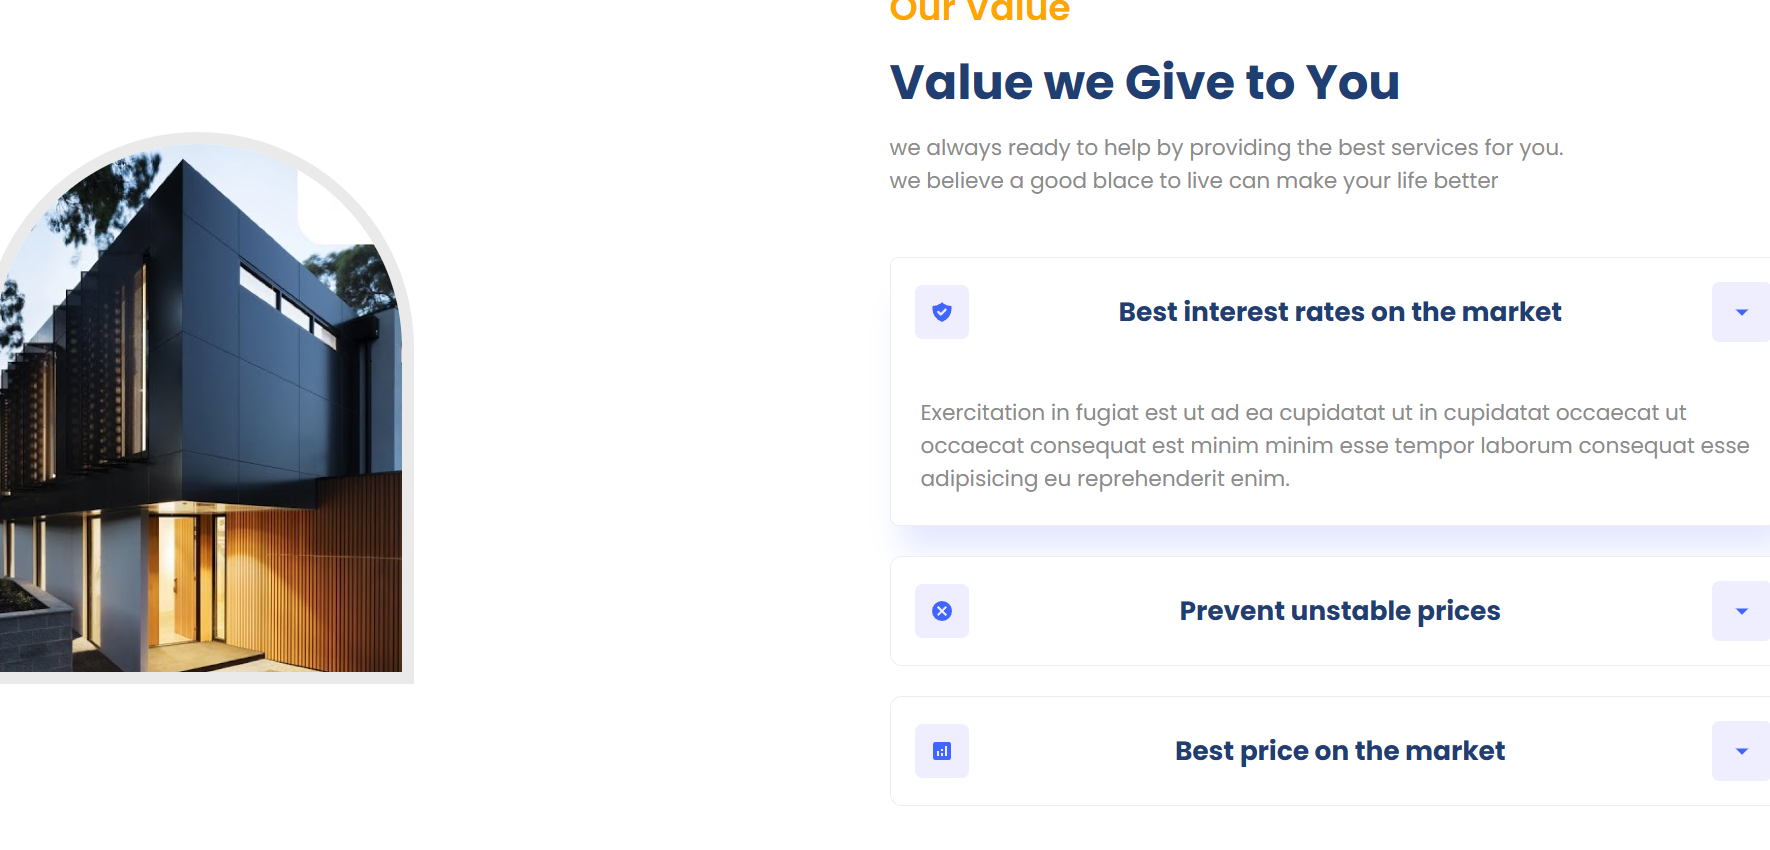 Our Value
Value we Give to You
we always ready to help by providing the best services for you.
we believe a good blace to live can make your life better
Best interest rates on the market
Exercitation in fugiat est ut ad ea cupidatat ut in cupidatat occaecat ut
occaecat consequat est minim minim esse tempor laborum consequat esse
adipisicing eu reprehenderit enim.
Prevent unstable prices
Best price on the market